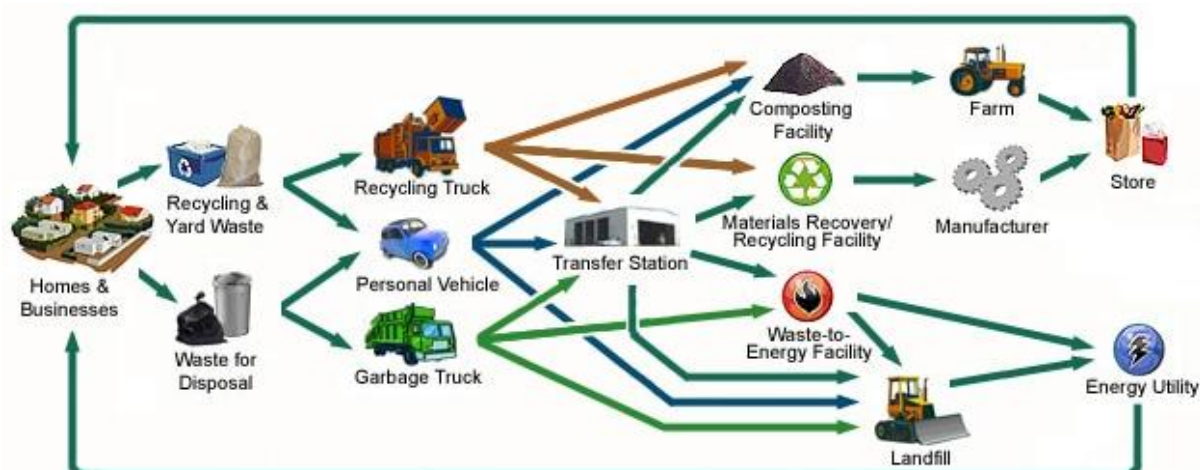 Composting
Facility
Farm
Recycling &
Yard Waste
Recycling Truck
Store
Materials Recovery/
Recycling Facility
Manufacturer
Homes &
Businesses
Personal Vehicle
Transfer Station
Waste for
Disposal
Garbage Truck
Waste-to-
Energy Facility
Energy Utility
Landfill